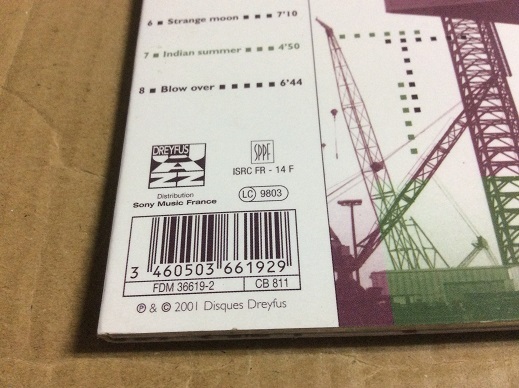 6 ■ Strange moon ■ ■ ■ ■ 7'10
7 ■ Indian summer ■ ■ ■ 4'50
8 ■ Blow over ■ ■ ■ ■ ■ 6'44
DREYFUS
JAZZ
SPPF
ISRC FR - 14 F
Distribution
Sony Music France
LC 9803
3 460503 661929
FDM 36619-2 CB 811
℗ & © 2001 Disques Dreyfus